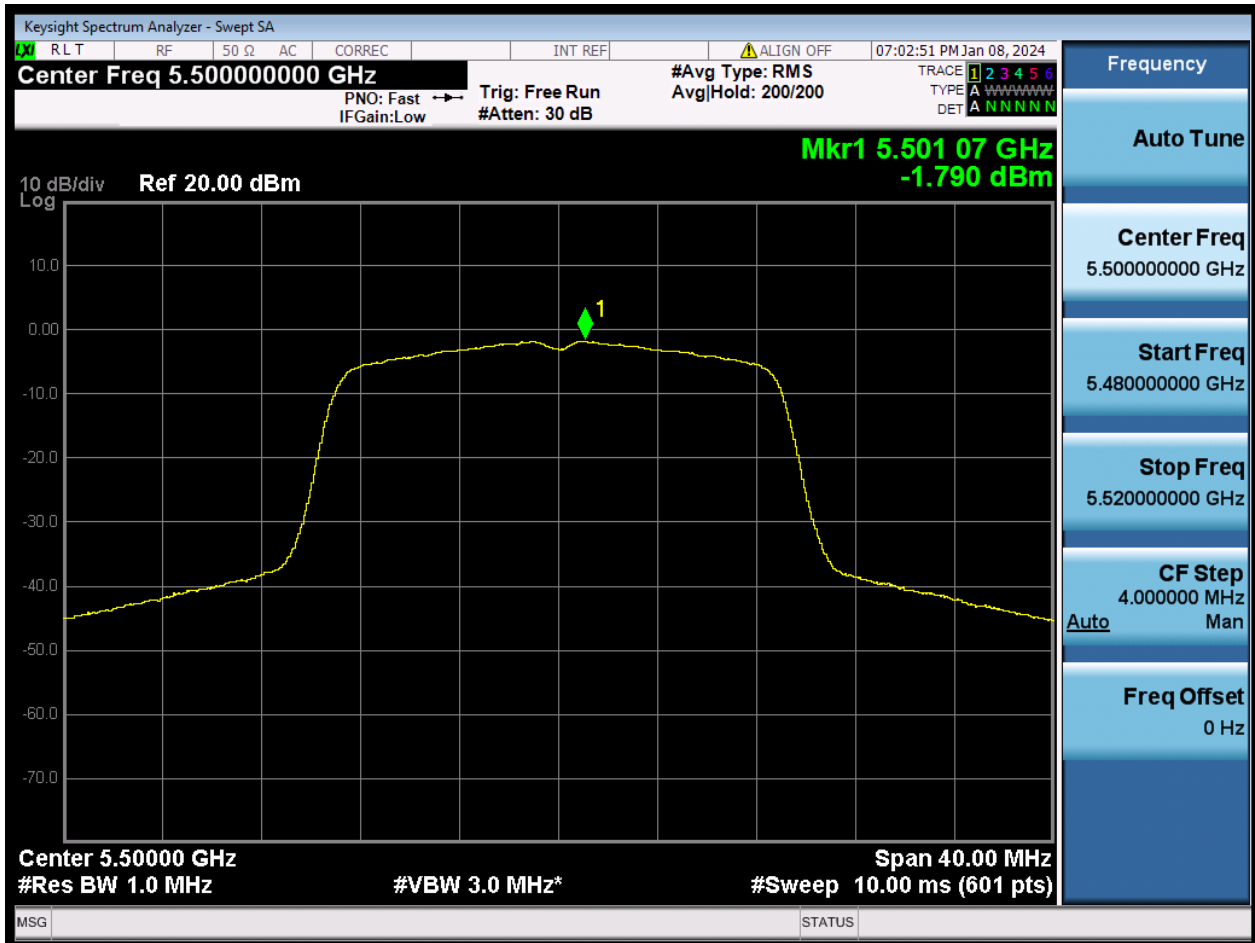 Keysight Spectrum Analyzer - Swept SA
LXI RLT RF 50 Ω AC CORREC INT REF ALIGN OFF 07:02:51 PM Jan 08, 2024
Center Freq 5.500000000 GHz
PNO: Fast
IFGain:Low
Trig: Free Run
#Atten: 30 dB
#Avg Type: RMS
Avg|Hold: 200/200
TRACE 1 2 3 4 5 6
TYPE A WWWWW
DET A N N N N N
Mkr1 5.501 07 GHz
-1.790 dBm
10 dB/div Ref 20.00 dBm
Log
10.0
0.00
-10.0
-20.0
-30.0
-40.0
-50.0
-60.0
-70.0
1
Center 5.50000 GHz Span 40.00 MHz
#Res BW 1.0 MHz #VBW 3.0 MHz* #Sweep 10.00 ms (601 pts)
MSG STATUS
Frequency
Auto Tune
Center Freq
5.500000000 GHz
Start Freq
5.480000000 GHz
Stop Freq
5.520000000 GHz
CF Step
4.000000 MHz
Auto Man
Freq Offset
0 Hz